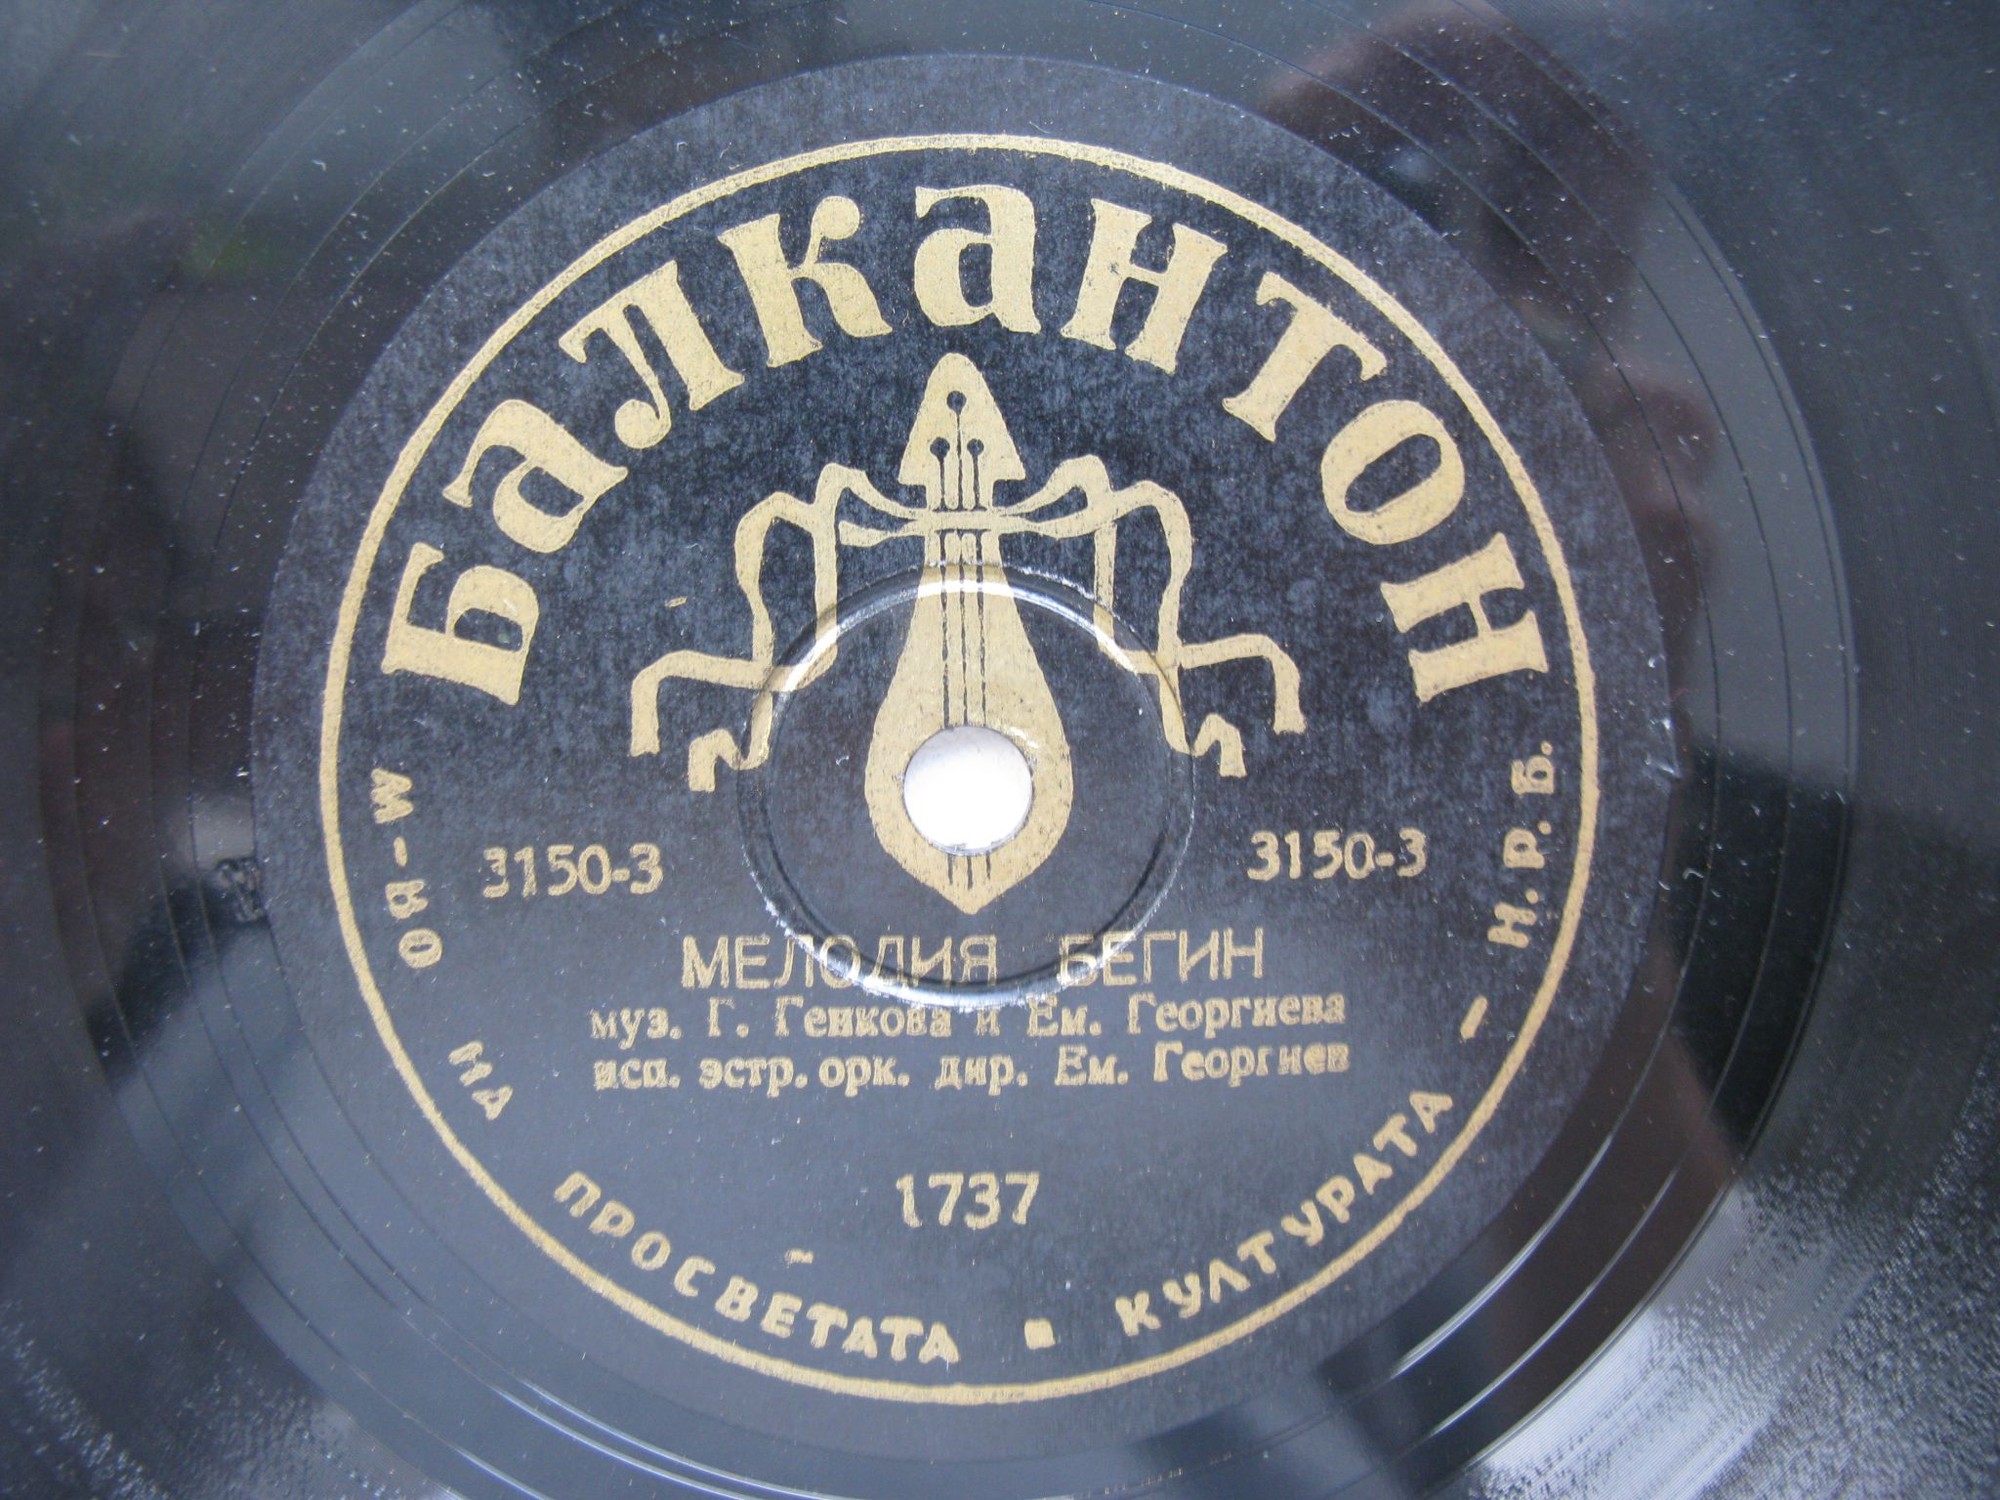 Балкантон
3150-3 3150-3
МЕЛОДИЯ БЕГИН
муз. Г. Генкова и Ем. Георгиева
исп. эстр. орк. дир. Ем. Георгиев
1737
М-ВО НА ПРОСВЕТАТА ▪ КУЛТУРАТА – Н.Р.Б.